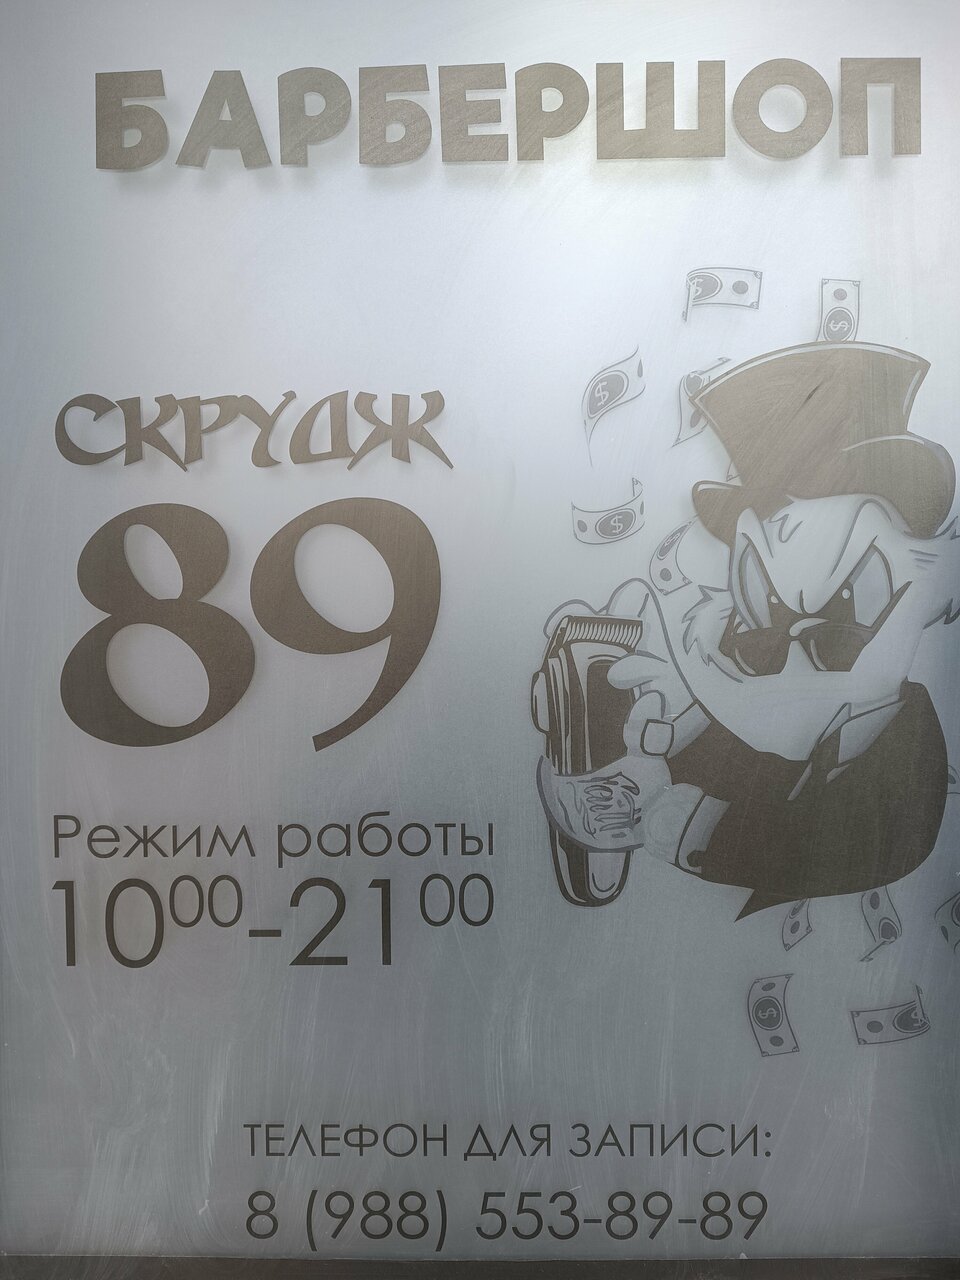 БАРБЕРШОП
СКРУДЖ
89
Режим работы
10⁰⁰-21⁰⁰
ТЕЛЕФОН ДЛЯ ЗАПИСИ:
8 (988) 553-89-89